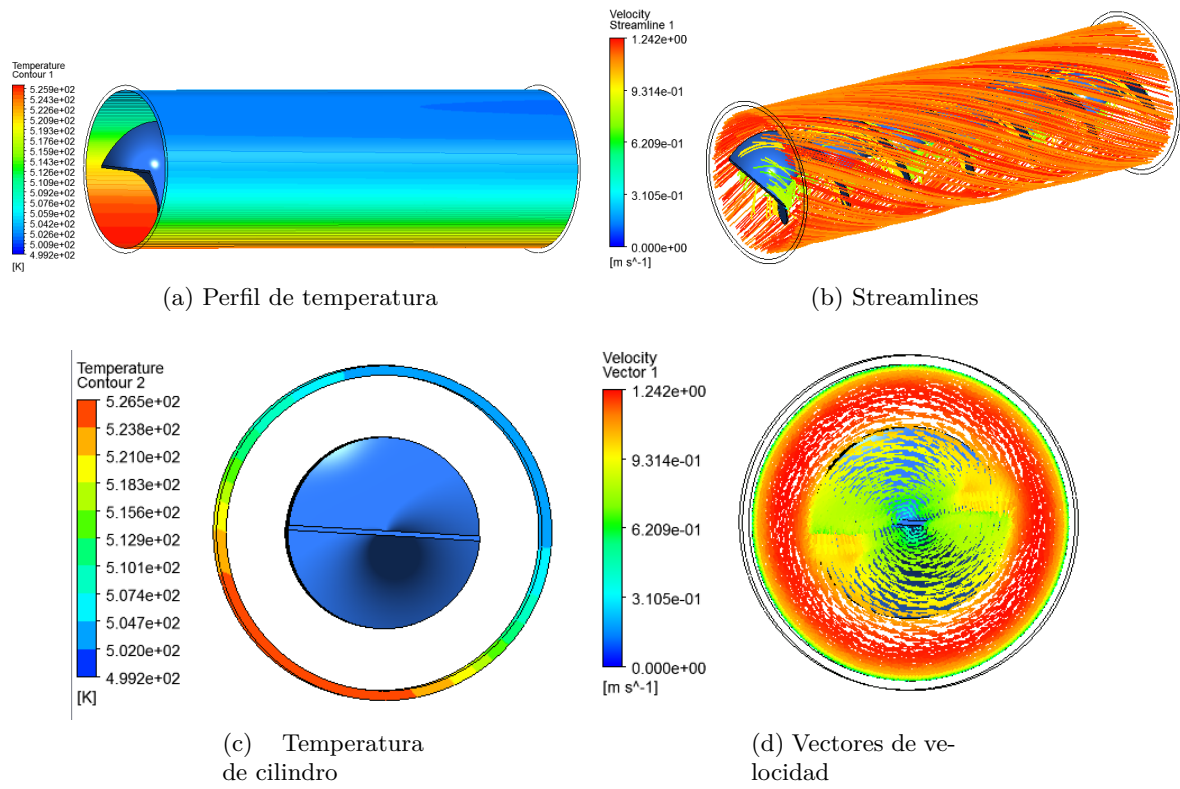 Temperature
Contour 1
5.259e+02
5.243e+02
5.226e+02
5.209e+02
5.193e+02
5.176e+02
5.159e+02
5.143e+02
5.126e+02
5.109e+02
5.092e+02
5.076e+02
5.059e+02
5.042e+02
5.026e+02
5.009e+02
4.992e+02
[K]
Velocity
Streamline 1
1.242e+00
9.314e-01
6.209e-01
3.105e-01
0.000e+00
[m s^-1]
(a) Perfil de temperatura
(b) Streamlines
Temperature
Contour 2
5.265e+02
5.238e+02
5.210e+02
5.183e+02
5.156e+02
5.129e+02
5.101e+02
5.074e+02
5.047e+02
5.020e+02
4.992e+02
[K]
Velocity
Vector 1
1.242e+00
9.314e-01
6.209e-01
3.105e-01
0.000e+00
[m s^-1]
(c) Temperatura
de cilindro
(d) Vectores de ve-
locidad